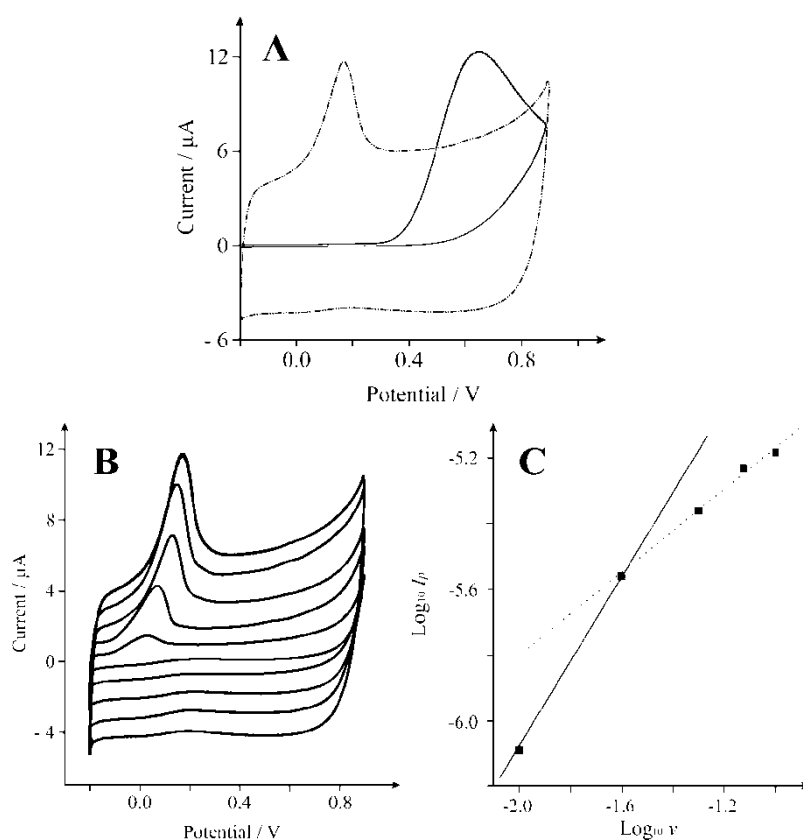 A
12
6
0
- 6
Current / µA
0.0 0.4 0.8
Potential / V
B
12
8
4
0
- 4
Current / µA
0.0 0.4 0.8
Potential / V
C
-5.2
-5.6
-6.0
Log₁₀ Iₚ
-2.0 -1.6 -1.2
Log₁₀ v